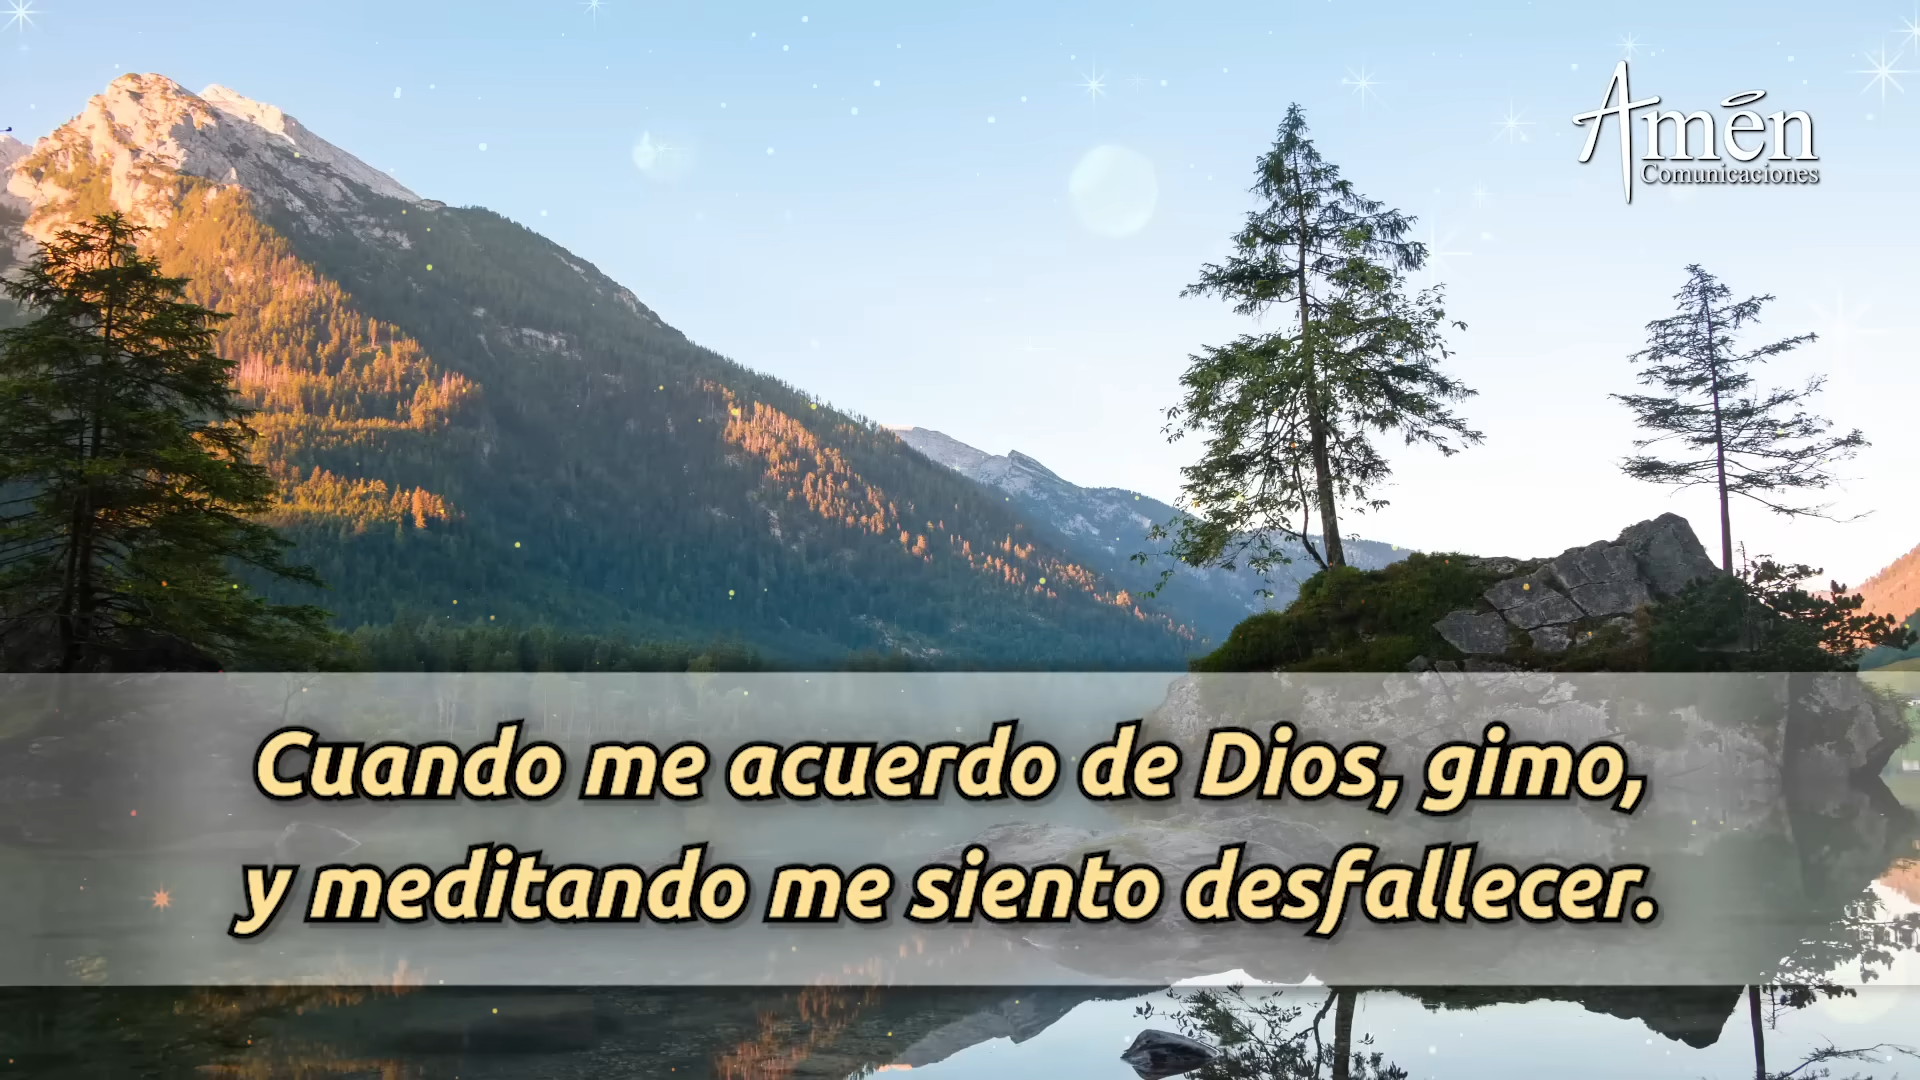 Amén
Comunicaciones
Cuando me acuerdo de Dios, gimo,
y meditando me siento desfallecer.